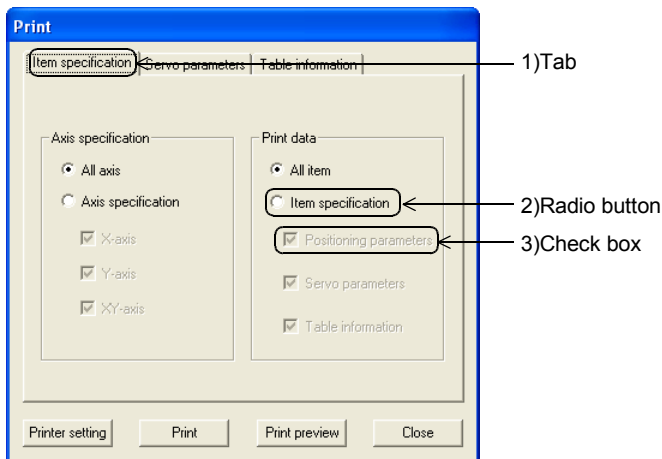 Print
Item specification Servo parameters Table information
1)Tab
Axis specification
All axis
Axis specification
X-axis
Y-axis
XY-axis
Print data
All item
Item specification
2)Radio button
Positioning parameters
3)Check box
Servo parameters
Table information
Printer setting Print Print preview Close